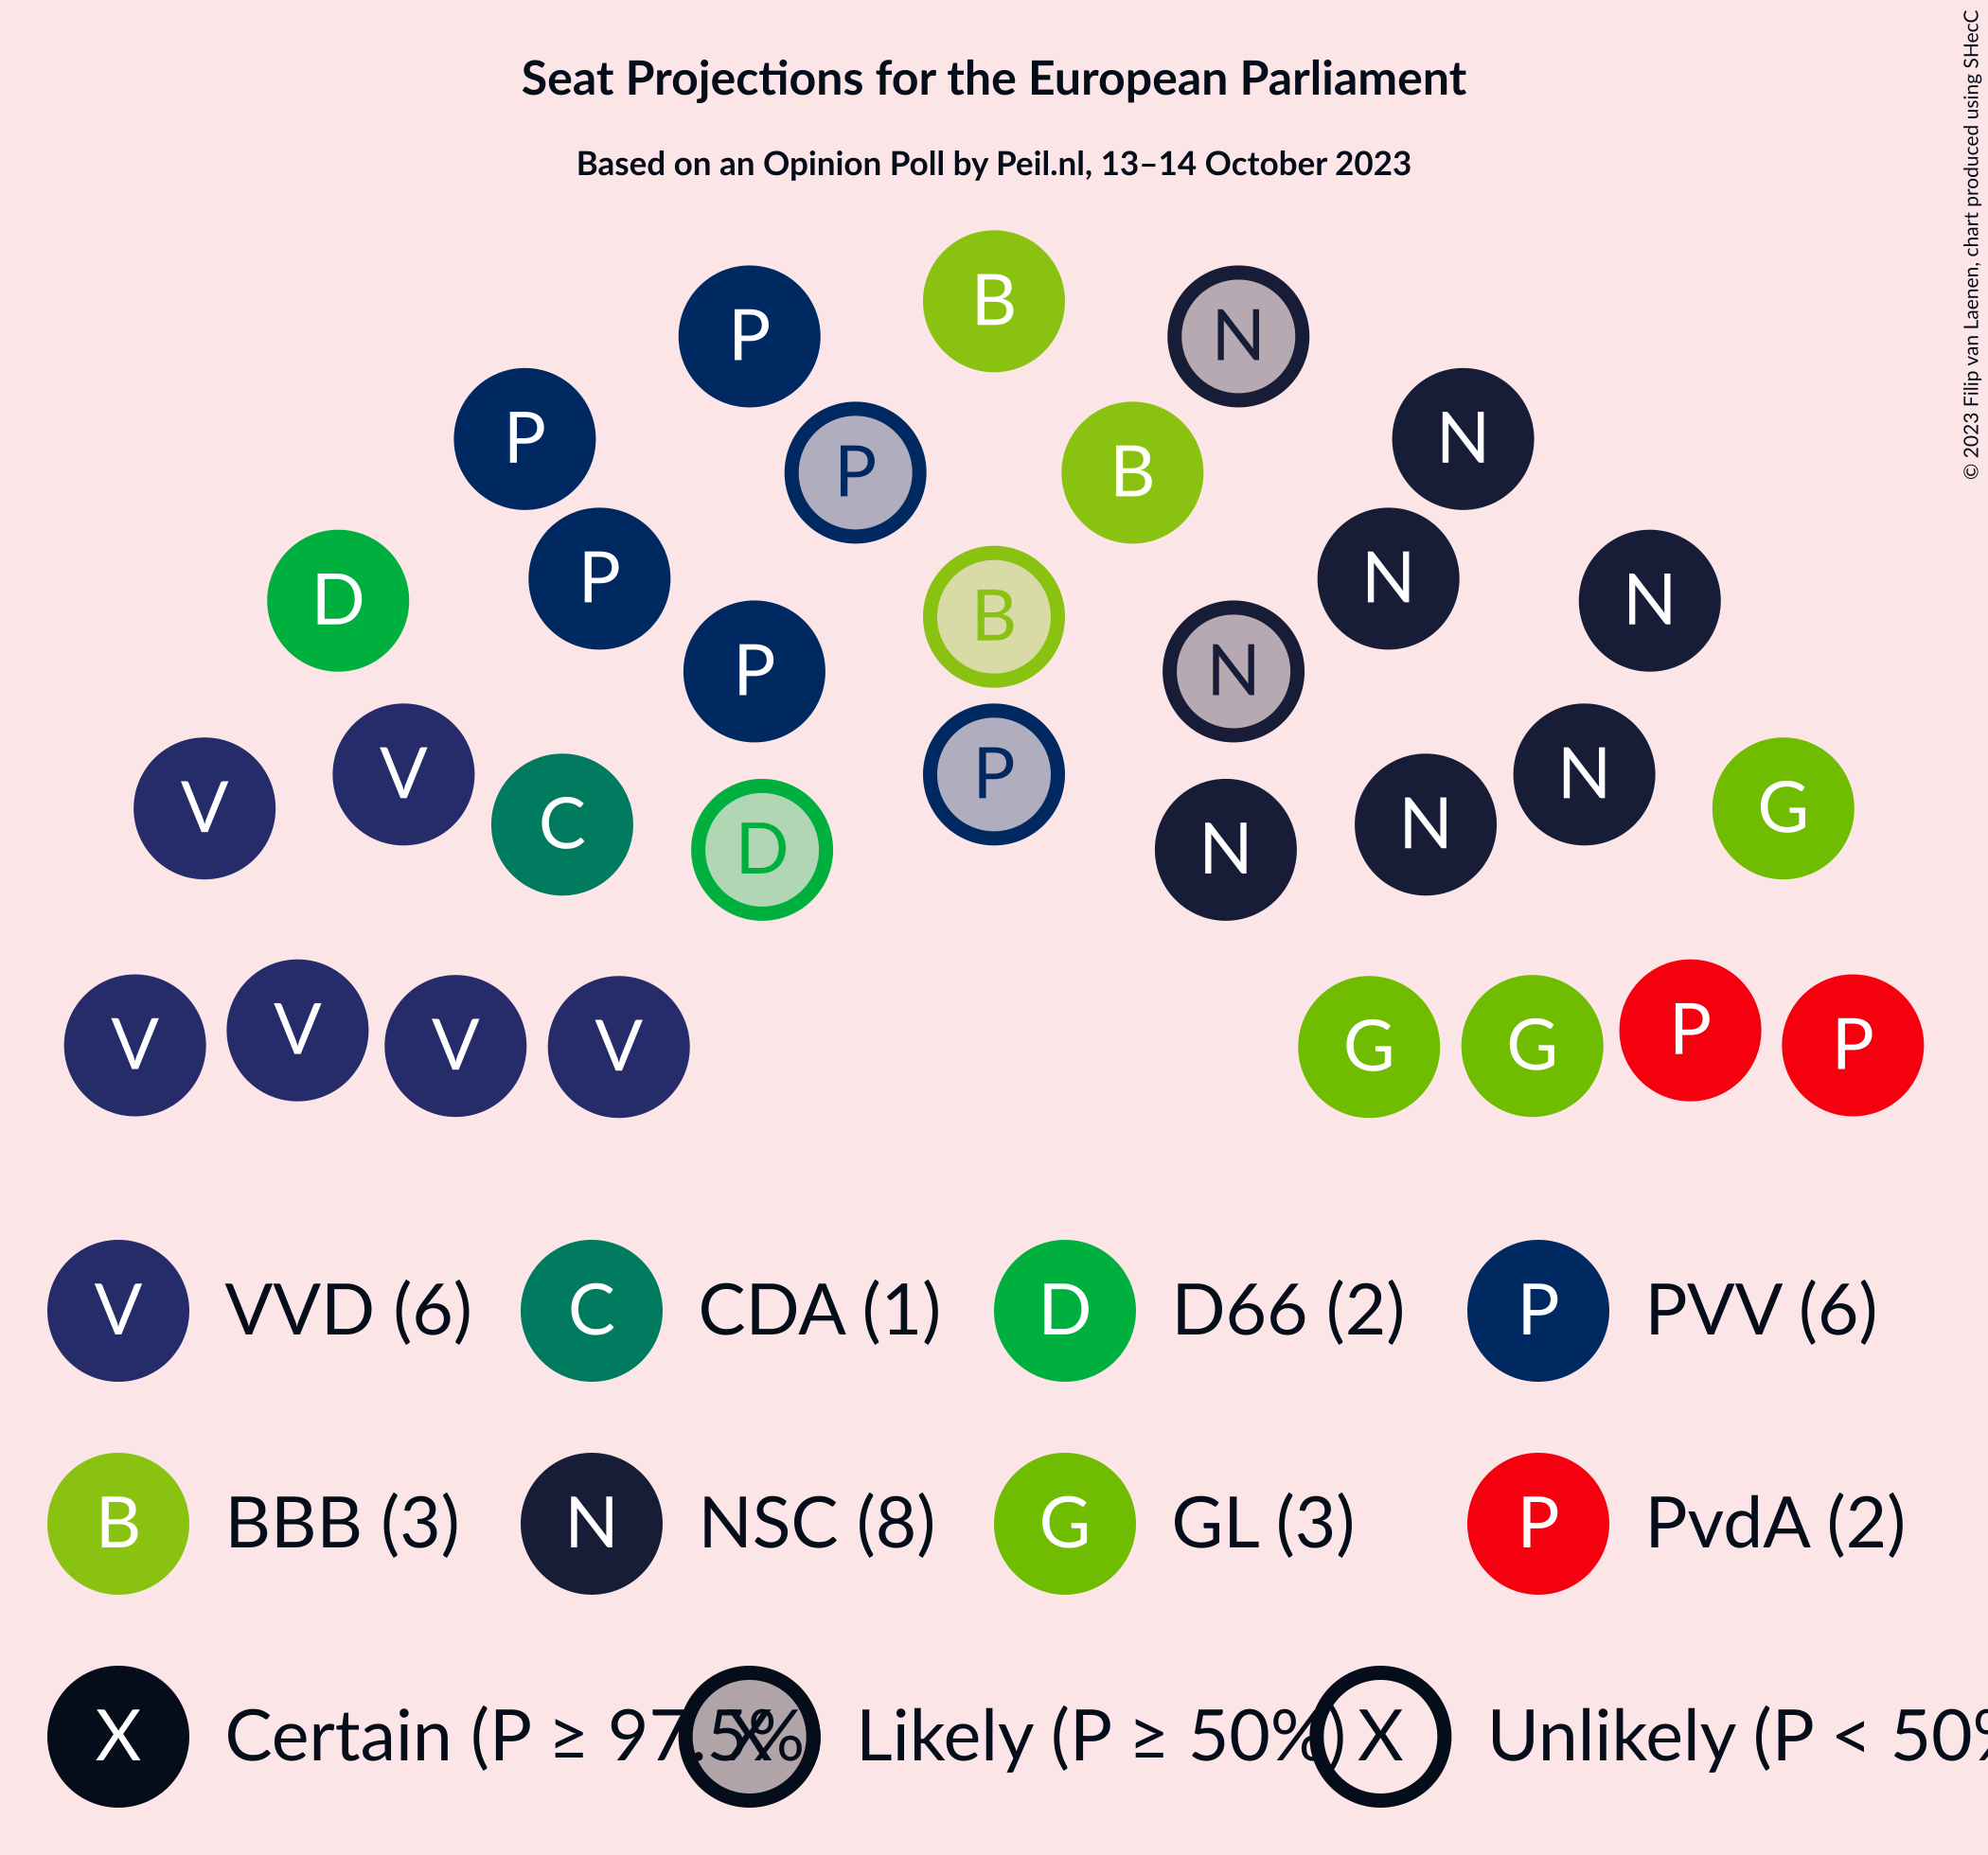 Seat Projections for the European Parliament
Based on an Opinion Poll by Peil.nl, 13–14 October 2023
© 2023 Filip van Laenen, chart produced using SHecC
B
P N
P N
P B
P N
D N
B
P N
V V N G
P
C N
D N
V V V V G G P P
V VVD (6) C CDA (1) D D66 (2) P PVV (6)
B BBB (3) N NSC (8) G GL (3) P PvdA (2)
X Certain (P ≥ 97.5% X Likely (P ≥ 50%) X Unlikely (P < 50%